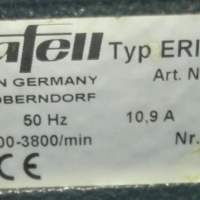 afell Typ ERI
N GERMANY Art. N
OBERNDORF
50 Hz 10,9 A
00-3800/min Nr.
CE